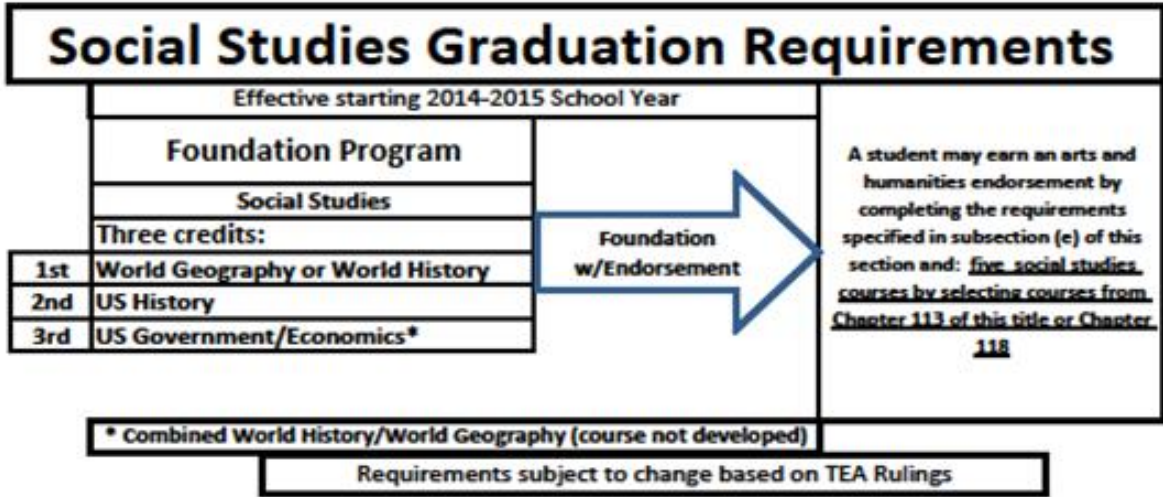 Social Studies Graduation Requirements
Effective starting 2014-2015 School Year
Foundation Program
Social Studies
Three credits:
1st World Geography or World History
2nd US History
3rd US Government/Economics*
Foundation
w/Endorsement
A student may earn an arts and
humanities endorsement by
completing the requirements
specified in subsection (e) of this
section and: five social studies
courses by selecting courses from
Chapter 113 of this title or Chapter
118
* Combined World History/World Geography (course not developed)
Requirements subject to change based on TEA Rulings